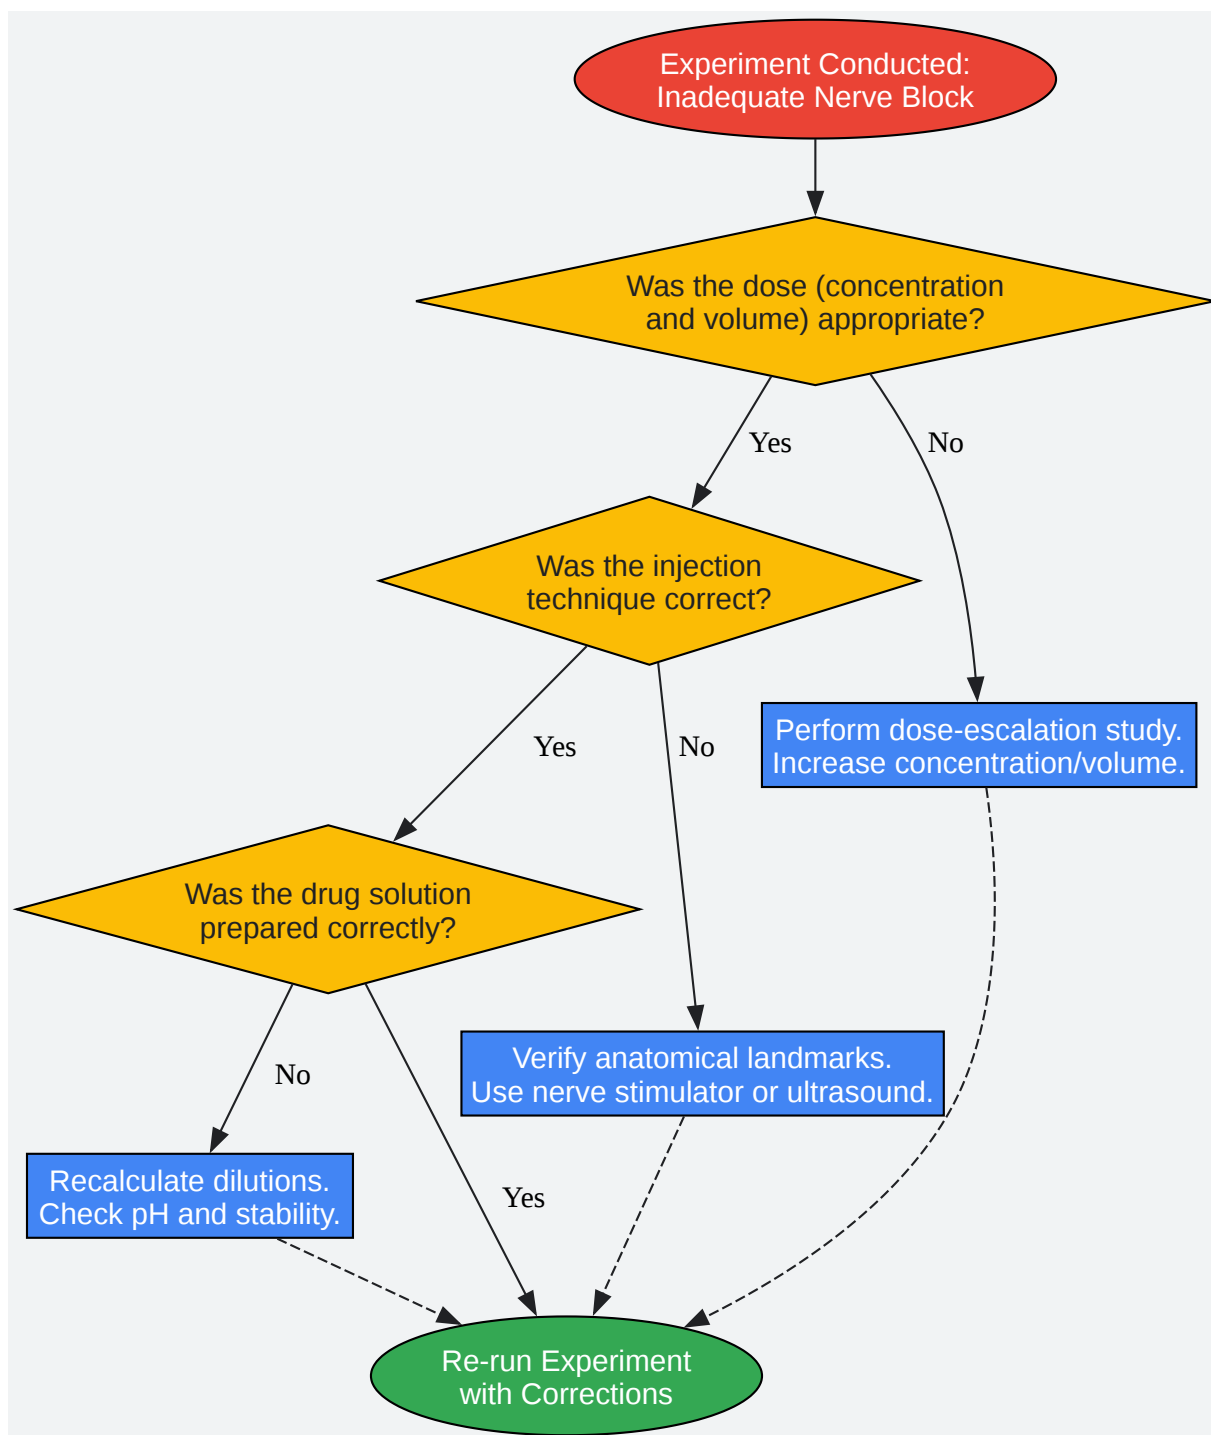 Experiment Conducted:
Inadequate Nerve Block
Was the dose (concentration
and volume) appropriate?
Yes
No
Was the injection
technique correct?
Perform dose-escalation study.
Increase concentration/volume.
Yes
No
Was the drug solution
prepared correctly?
Verify anatomical landmarks.
Use nerve stimulator or ultrasound.
No
Yes
Recalculate dilutions.
Check pH and stability.
Re-run Experiment
with Corrections